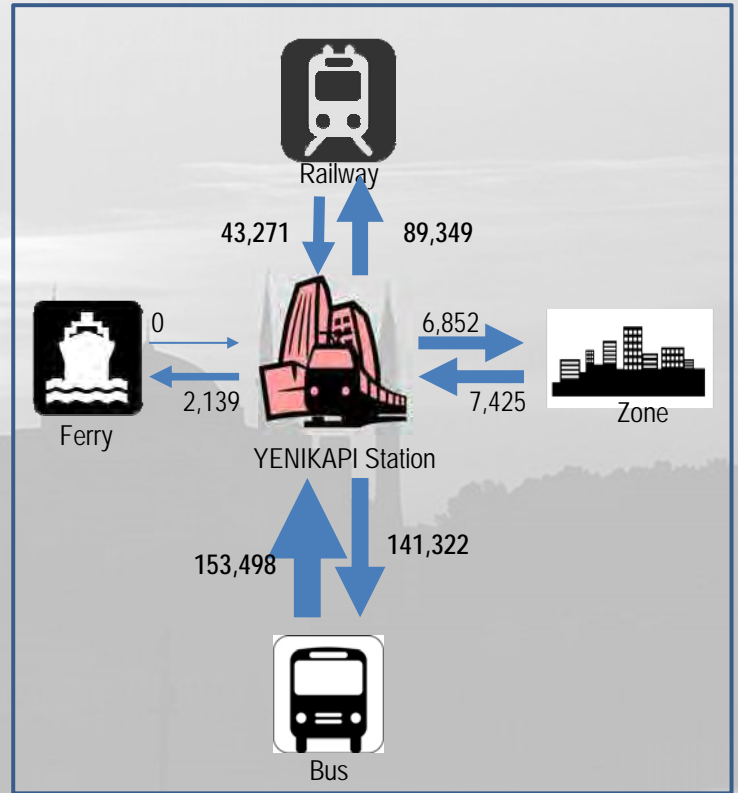 Railway
43,271
89,349
0
6,852
2,139
7,425
Ferry
Zone
YENIKAPI Station
153,498
141,322
Bus